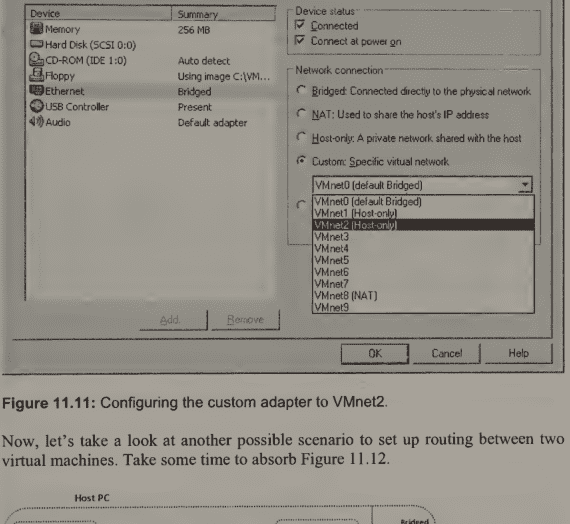 Device Summary
Memory 256 MB
Hard Disk (SCSI 0:0)
CD-ROM (IDE 1:0) Auto detect
Floppy Using image C:\VM...
Ethernet Bridged
USB Controller Present
Audio Default adapter
Add Remove
Device status
Connected
Connect at power on
Network connection
Bridged: Connected directly to the physical network
NAT: Used to share the host's IP address
Host-only: A private network shared with the host
Custom: Specific virtual network
VMnet0 (default Bridged)
VMnet0 (default Bridged)
VMnet1 (Host-only)
VMnet2 (Host-only)
VMnet3
VMnet4
VMnet5
VMnet6
VMnet7
VMnet8 (NAT)
VMnet9
OK Cancel Help
Figure 11.11: Configuring the custom adapter to VMnet2.
Now, let's take a look at another possible scenario to set up routing between two
virtual machines. Take some time to absorb Figure 11.12.
Host PC
Bridged